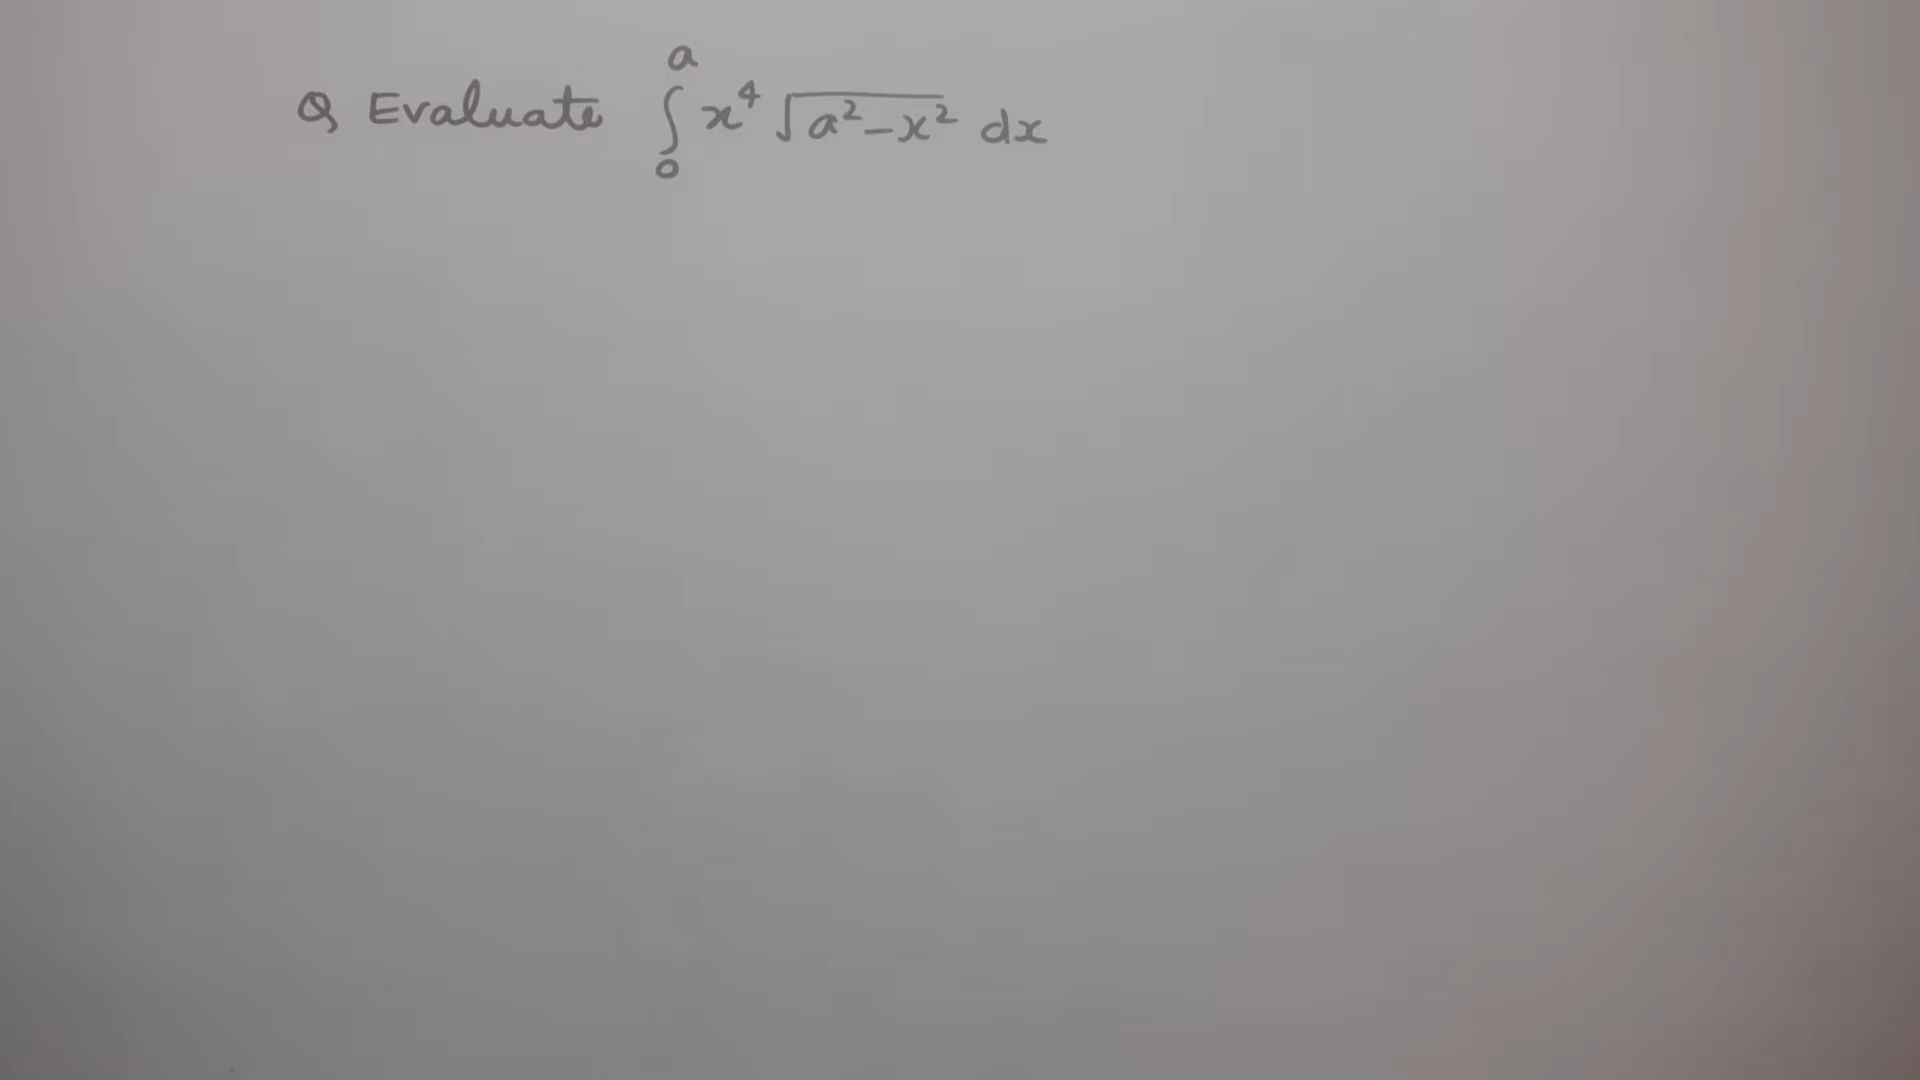 Q Evaluate ∫₀ᵃ x⁴ √(a²-x²) dx